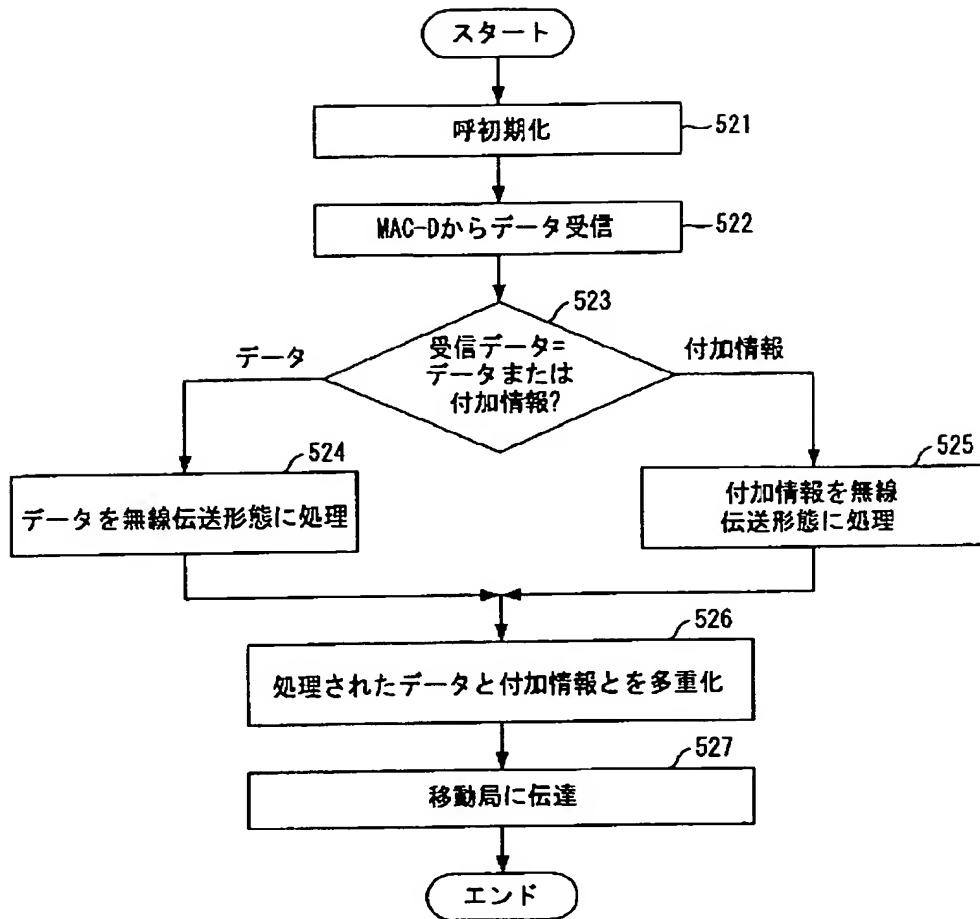 スタート
呼初期化
521
MAC-Dからデータ受信
522
523
受信データ=
データまたは
付加情報?
データ
付加情報
524
データを無線伝送形態に処理
525
付加情報を無線
伝送形態に処理
526
処理されたデータと付加情報とを多重化
527
移動局に伝達
エンド